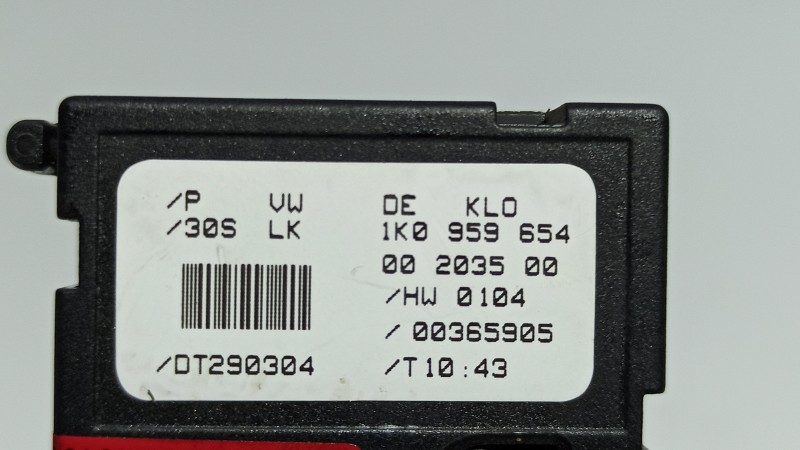 /P VW DE KLO
/30S LK 1K0 959 654
00 2035 00
/HW 0104
/ 00365905
/DT290304 /T10:43